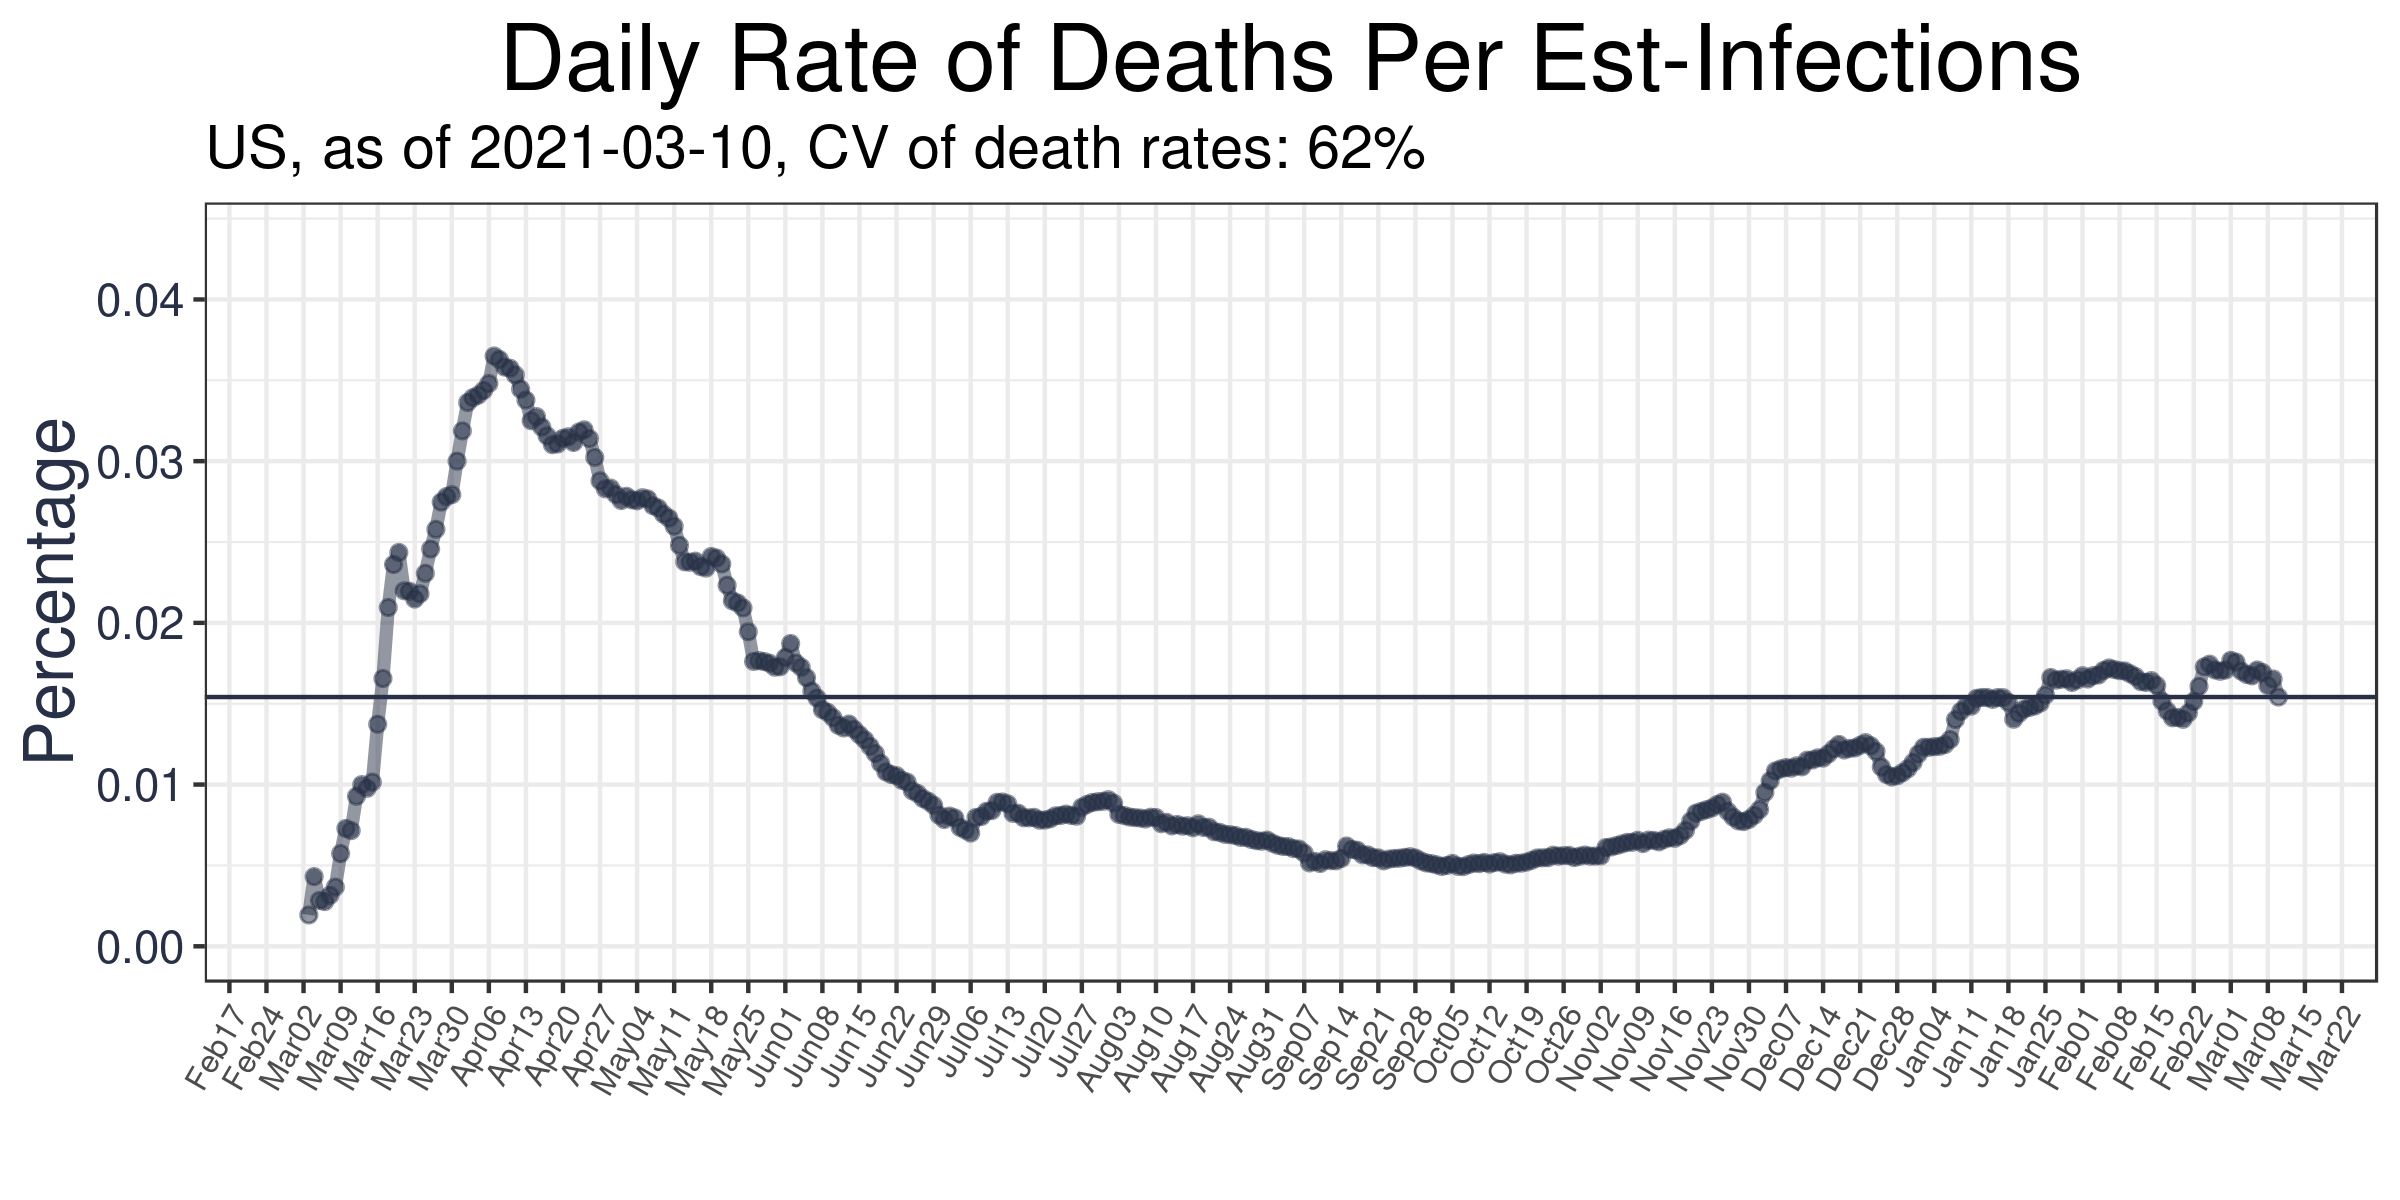 Daily Rate of Deaths Per Est-Infections
US, as of 2021-03-10, CV of death rates: 62%
Percentage
0.04
0.03
0.02
0.01
0.00
Feb17
Feb24
Mar02
Mar09
Mar16
Mar23
Mar30
Apr06
Apr13
Apr20
Apr27
May04
May11
May18
May25
Jun01
Jun08
Jun15
Jun22
Jun29
Jul06
Jul13
Jul20
Jul27
Aug03
Aug10
Aug17
Aug24
Aug31
Sep07
Sep14
Sep21
Sep28
Oct05
Oct12
Oct19
Oct26
Nov02
Nov09
Nov16
Nov23
Nov30
Dec07
Dec14
Dec21
Dec28
Jan04
Jan11
Jan18
Jan25
Feb01
Feb08
Feb15
Feb22
Mar01
Mar08
Mar15
Mar22